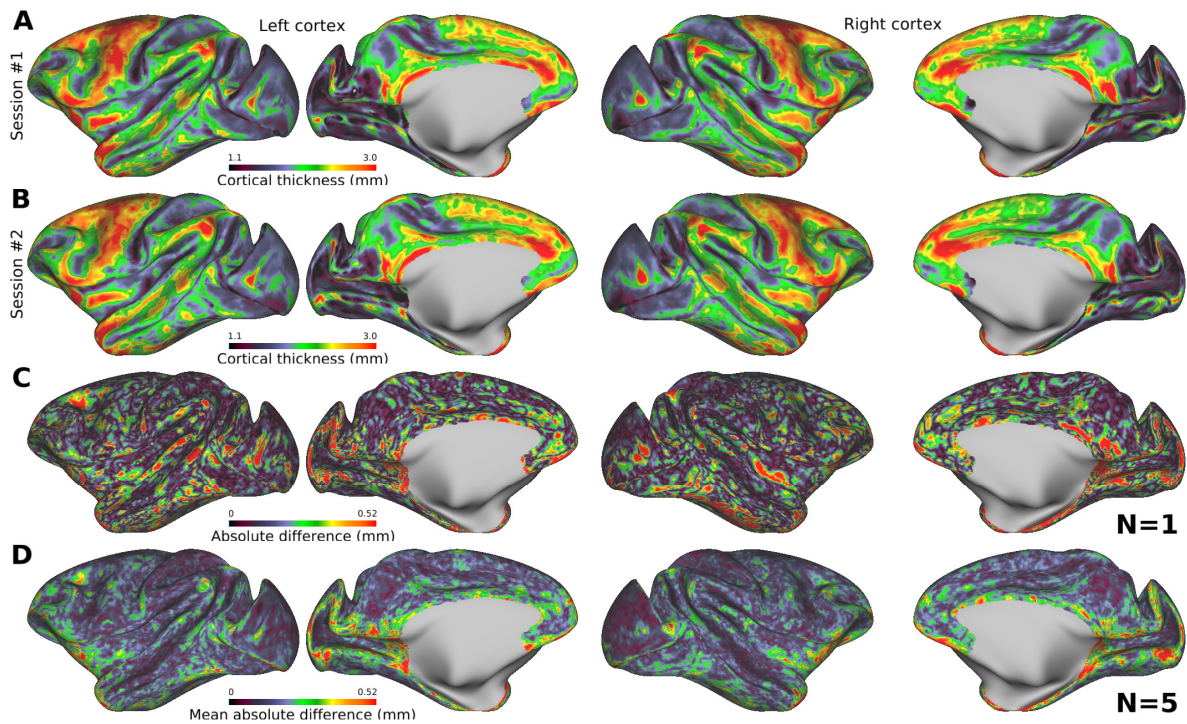 A
Left cortex
Right cortex
Session #1
1.1 3.0
Cortical thickness (mm)
B
Session #2
1.1 3.0
Cortical thickness (mm)
C
0 0.52
Absolute difference (mm)
N=1
D
0 0.52
Mean absolute difference (mm)
N=5